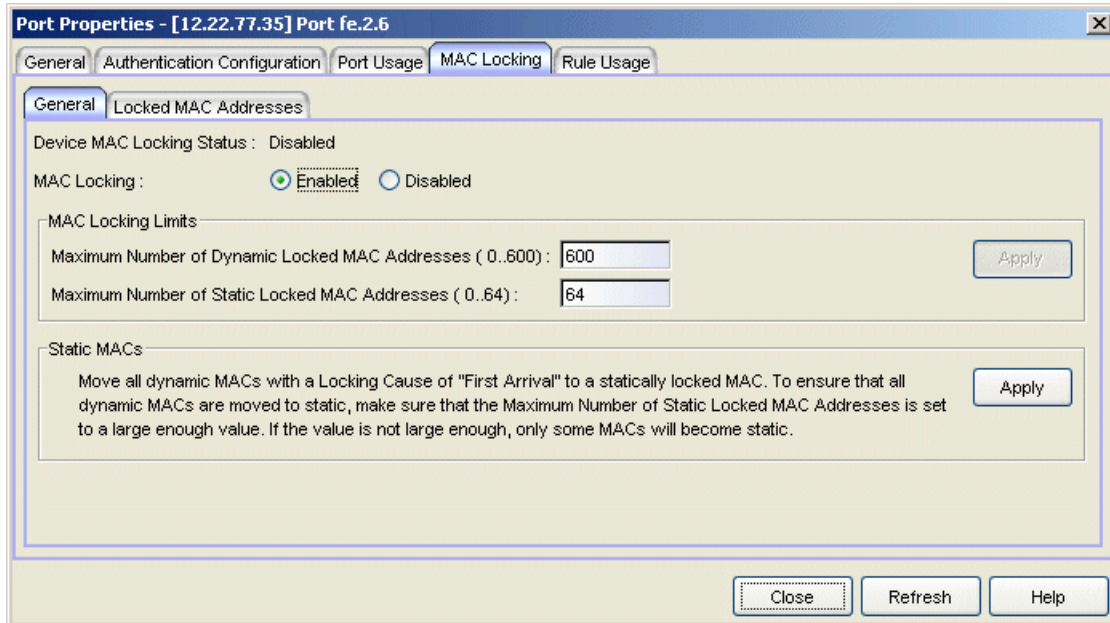 Port Properties - [12.22.77.35] Port fe.2.6
General Authentication Configuration Port Usage MAC Locking Rule Usage
General Locked MAC Addresses
Device MAC Locking Status : Disabled
MAC Locking : Enabled Disabled
MAC Locking Limits
Maximum Number of Dynamic Locked MAC Addresses ( 0..600) : 600
Apply
Maximum Number of Static Locked MAC Addresses ( 0..64) : 64
Static MACs
Move all dynamic MACs with a Locking Cause of "First Arrival" to a statically locked MAC. To ensure that all
dynamic MACs are moved to static, make sure that the Maximum Number of Static Locked MAC Addresses is set
to a large enough value. If the value is not large enough, only some MACs will become static.
Apply
Close Refresh Help